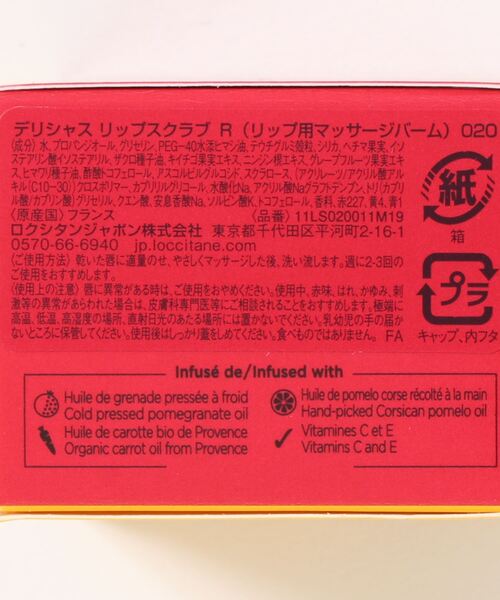 デリシャス リップスクラブ R（リップ用マッサージバーム）020
（成分）水、プロパンジオール、グリセリン、PEG-40水添ヒマシ油、テウチグルミ殻粒、シリカ、ヘチマ果実、イソ
ステアリン酸イソステアリル、ザクロ種子油、キイチゴ果実エキス、ニンジン根エキス、グレープフルーツ果実エキ
ス、ヒマワリ種子油、酢酸トコフェロール、アスコルビルグルコシド、スクラロース、（アクリレーツ/アクリル酸アル
キル（C10-30））クロスポリマー、カプリリルグリコール、水酸化Na、アクリル酸Naグラフトデンプン、トリ（カプリ
ル酸/カプリン酸）グリセリル、クエン酸、安息香酸Na、ソルビン酸K、トコフェロール、香料、赤227、黄4、青1
〈原産国〉フランス 〈品番〉11LS020011M19
ロクシタンジャポン株式会社 東京都千代田区平河町2-16-1
0570-66-6940 jp.loccitane.com
〈ご使用方法〉乾いた唇に適量のせ、やさしくマッサージした後、洗い流します。週に2-3回の
ご使用をおすすめします。
〈使用上の注意〉唇に異常がある時は、ご使用をおやめください。使用中、赤味、はれ、かゆみ、刺
激等の異常があらわれた場合は、皮膚科専門医等にご相談されることをおすすめします。極端に
高温、低温、高湿度の場所、直射日光のあたる場所には置かないでください。乳幼児の手の届か
ないところに保管してください。使用後はしっかり蓋をしめてください。食べものではありません。 FA
紙
箱
プラ
キャップ、内フタ
Infusé de/Infused with
Huile de grenade pressée à froid
Cold pressed pomegranate oil
Huile de carotte bio de Provence
Organic carrot oil from Provence
Huile de pomelo corse récolté à la main
Hand-picked Corsican pomelo oil
Vitamines C et E
Vitamins C and E